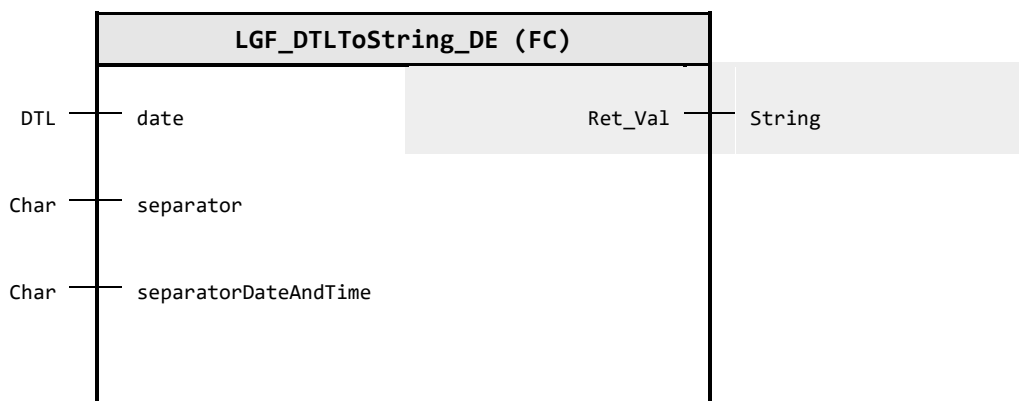 LGF_DTLToString_DE (FC)
DTL date Ret_Val String
Char separator
Char separatorDateAndTime